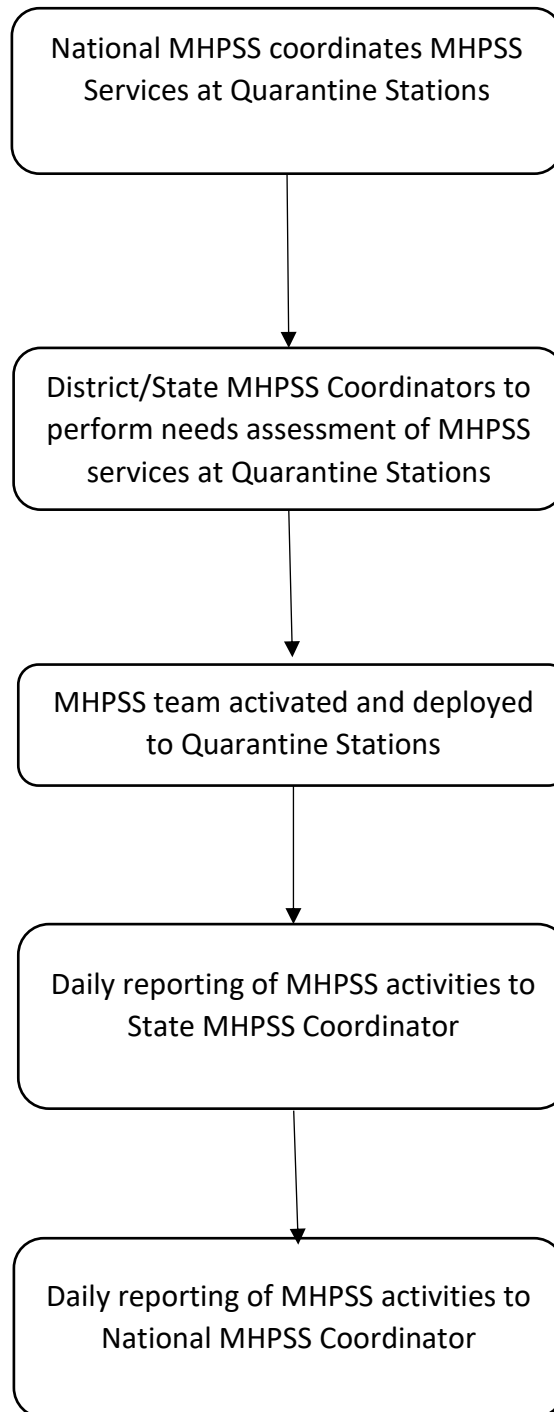 National MHPSS coordinates MHPSS
Services at Quarantine Stations
District/State MHPSS Coordinators to
perform needs assessment of MHPSS
services at Quarantine Stations
MHPSS team activated and deployed
to Quarantine Stations
Daily reporting of MHPSS activities to
State MHPSS Coordinator
Daily reporting of MHPSS activities to
National MHPSS Coordinator